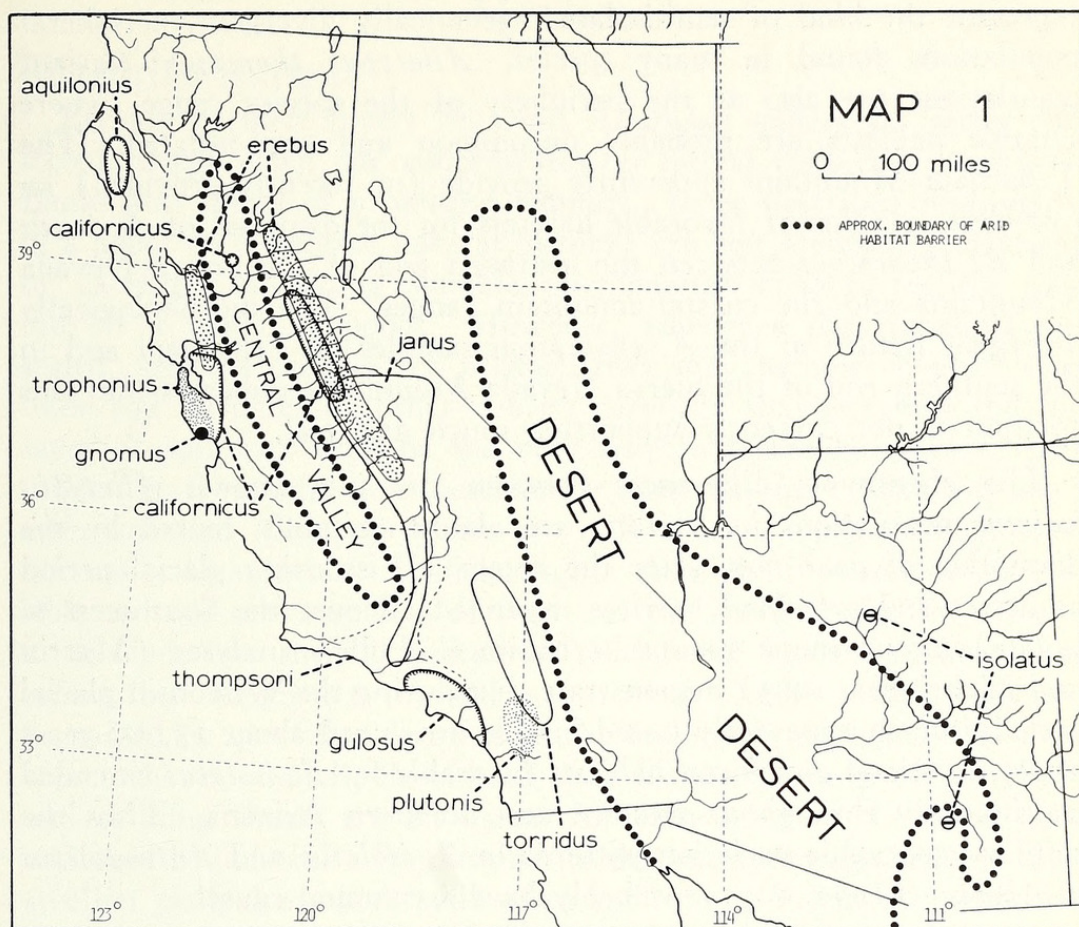 MAP 1
0 100 miles
APPROX. BOUNDARY OF ARID
HABITAT BARRIER
aquilonius
erebus
californicus
39°
CENTRAL
VALLEY
janus
trophonius
gnomus
36°
californicus
DESERT
thompsoni
isolatus
gulosus
33°
DESERT
plutonis
torridus
123°
120°
117°
114°
111°